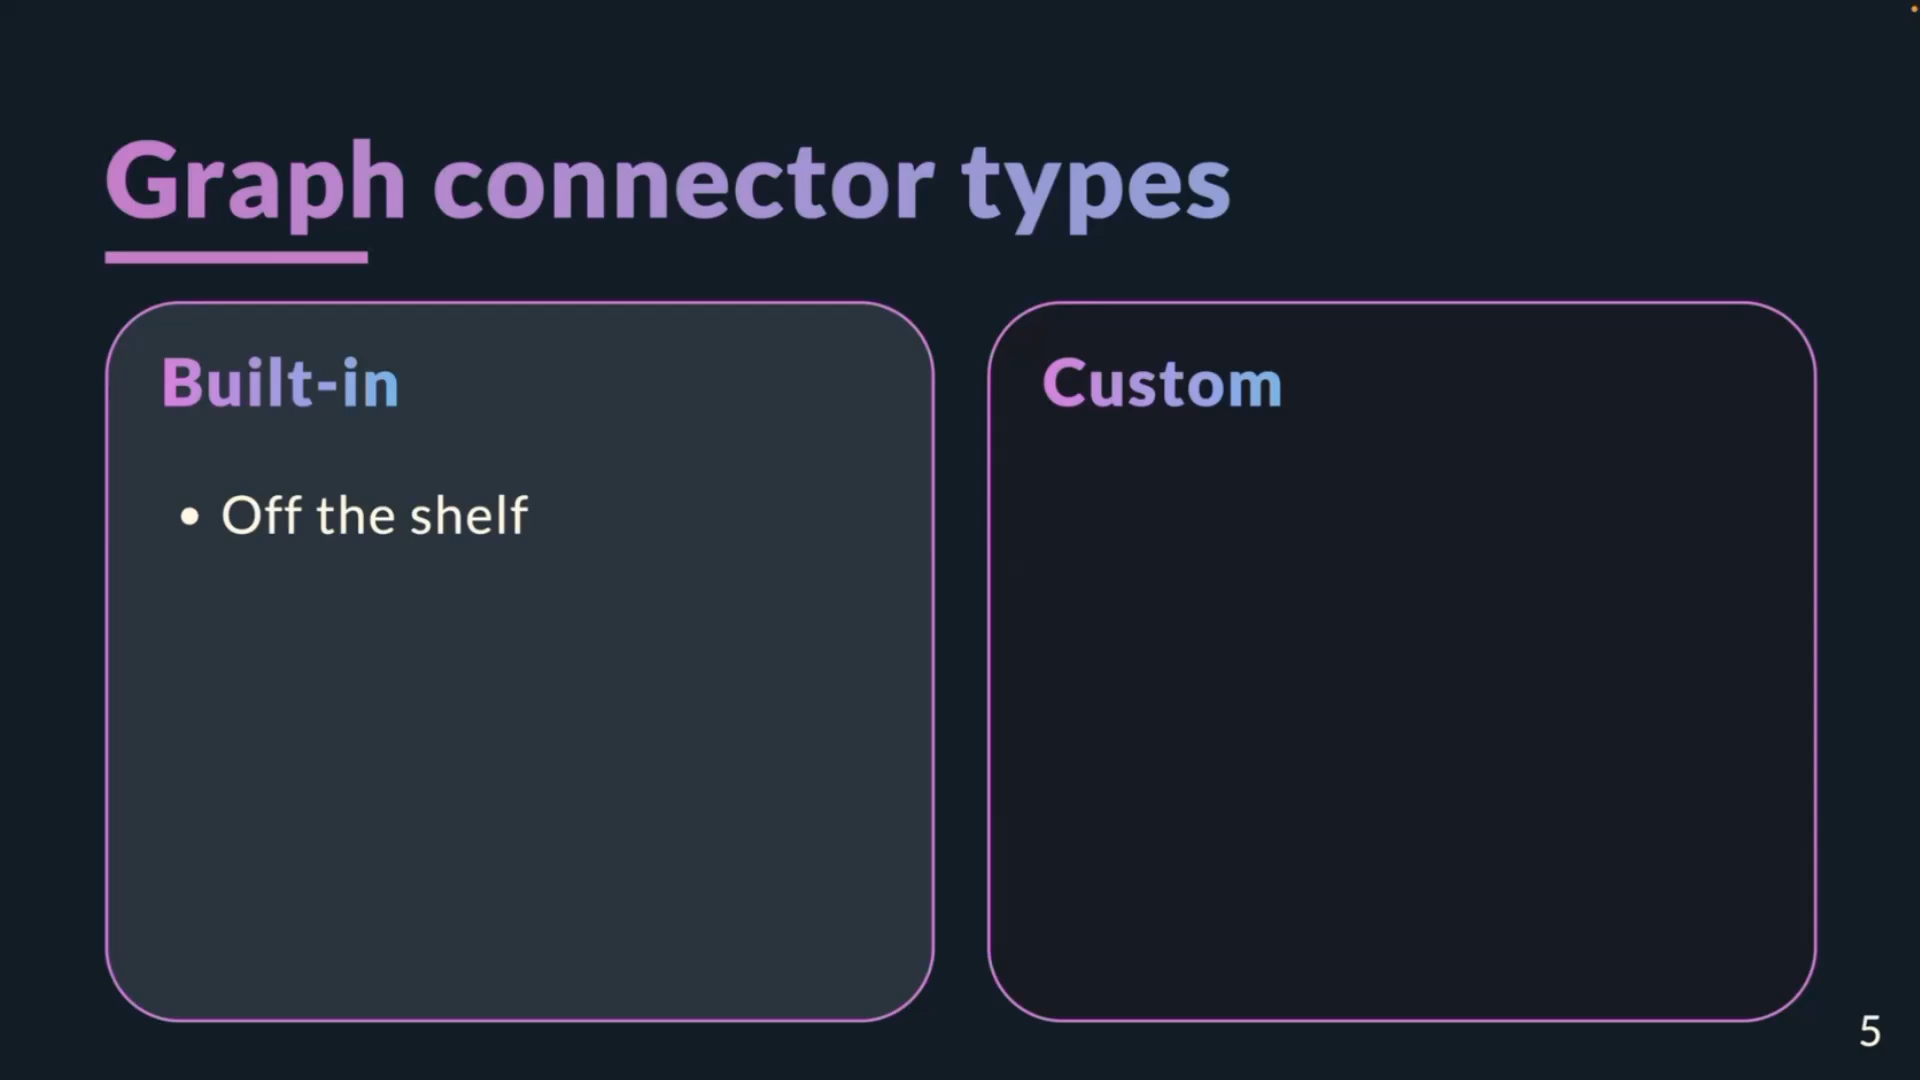 Graph connector types
Built-in
• Off the shelf
Custom
5